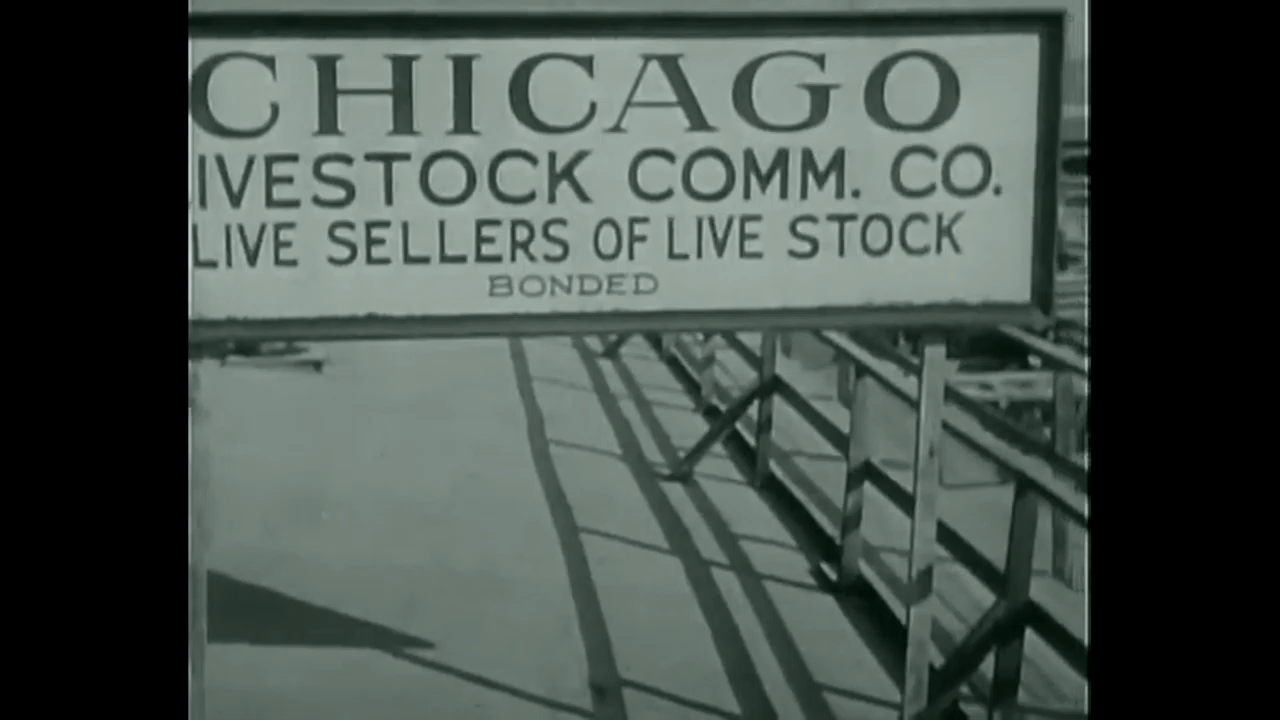 CHICAGO
IVESTOCK COMM. CO.
LIVE SELLERS OF LIVE STOCK
BONDED